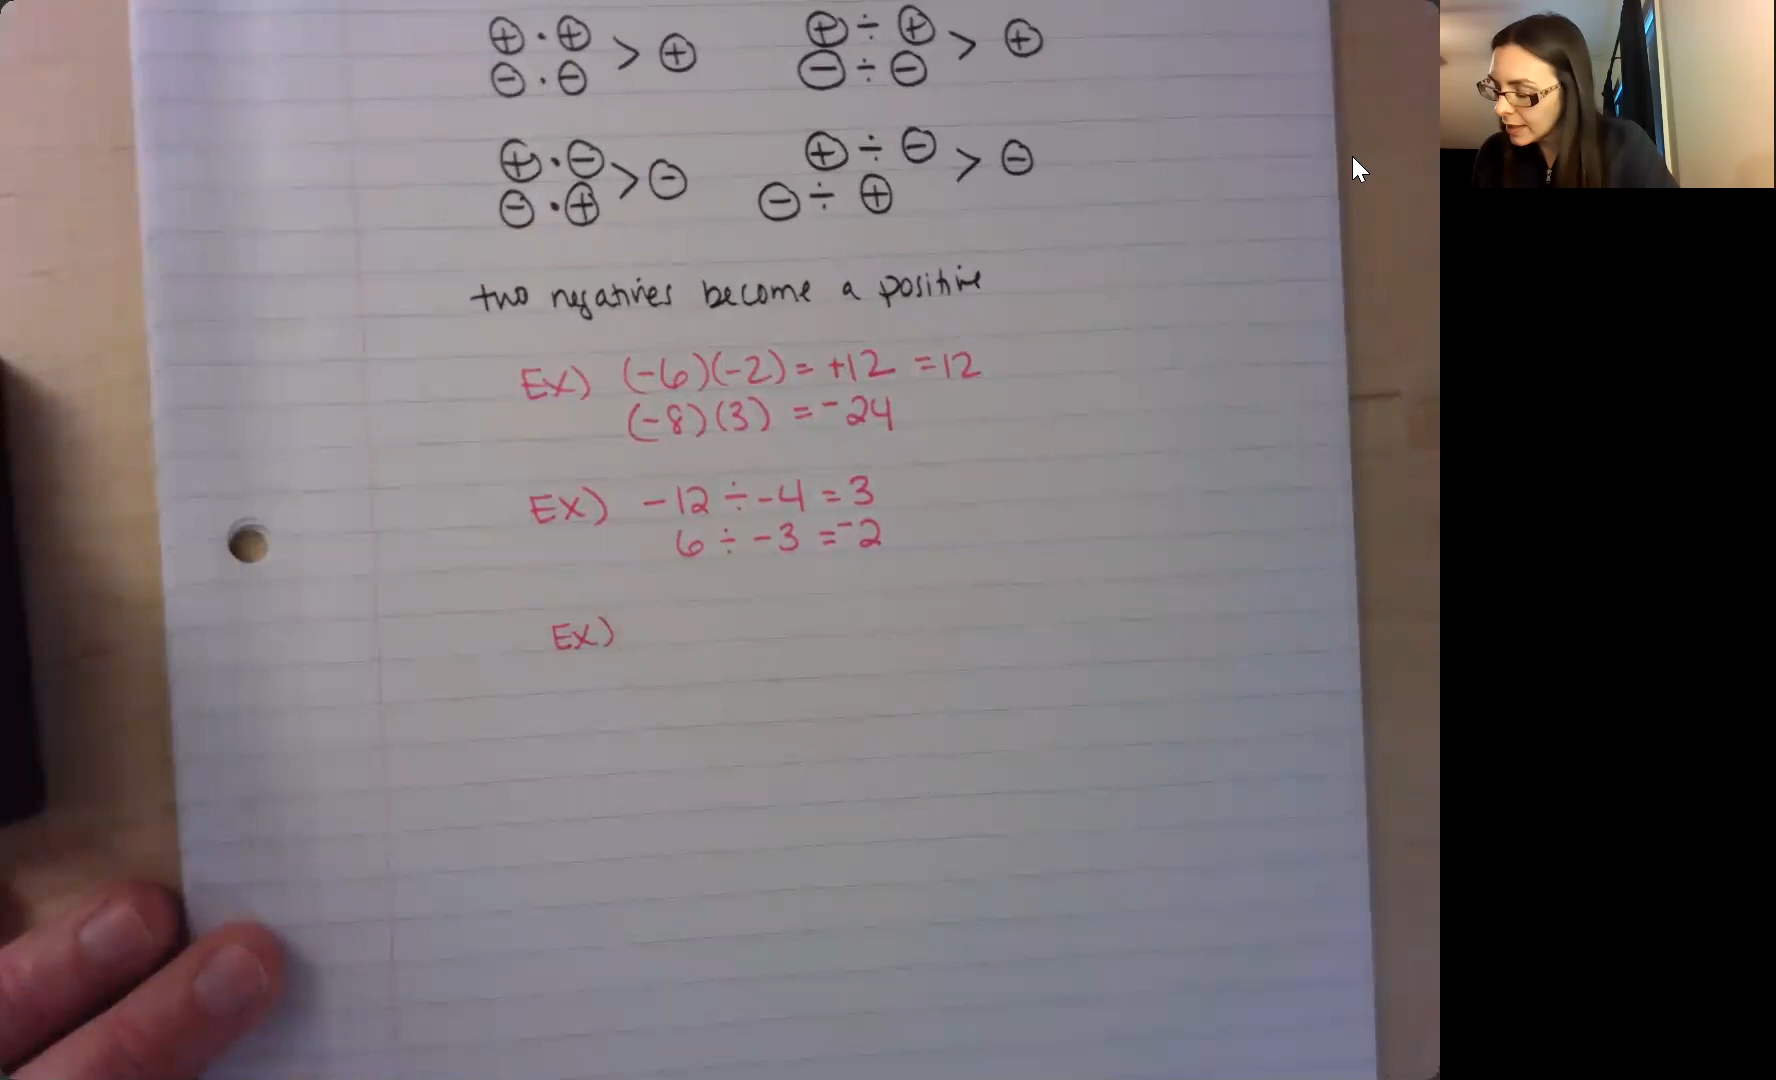 ⊕ · ⊕ > ⊕ ⊕ ÷ ⊕ > ⊕
⊖ · ⊖ ⊖ ÷ ⊖
⊕ · ⊖ > ⊖ ⊕ ÷ ⊖ > ⊖
⊖ · ⊕ ⊖ ÷ ⊕
two negatives become a positive
EX) (-6)(-2) = +12 = 12
(-8)(3) = -24
EX) -12 ÷ -4 = 3
6 ÷ -3 = -2
EX)